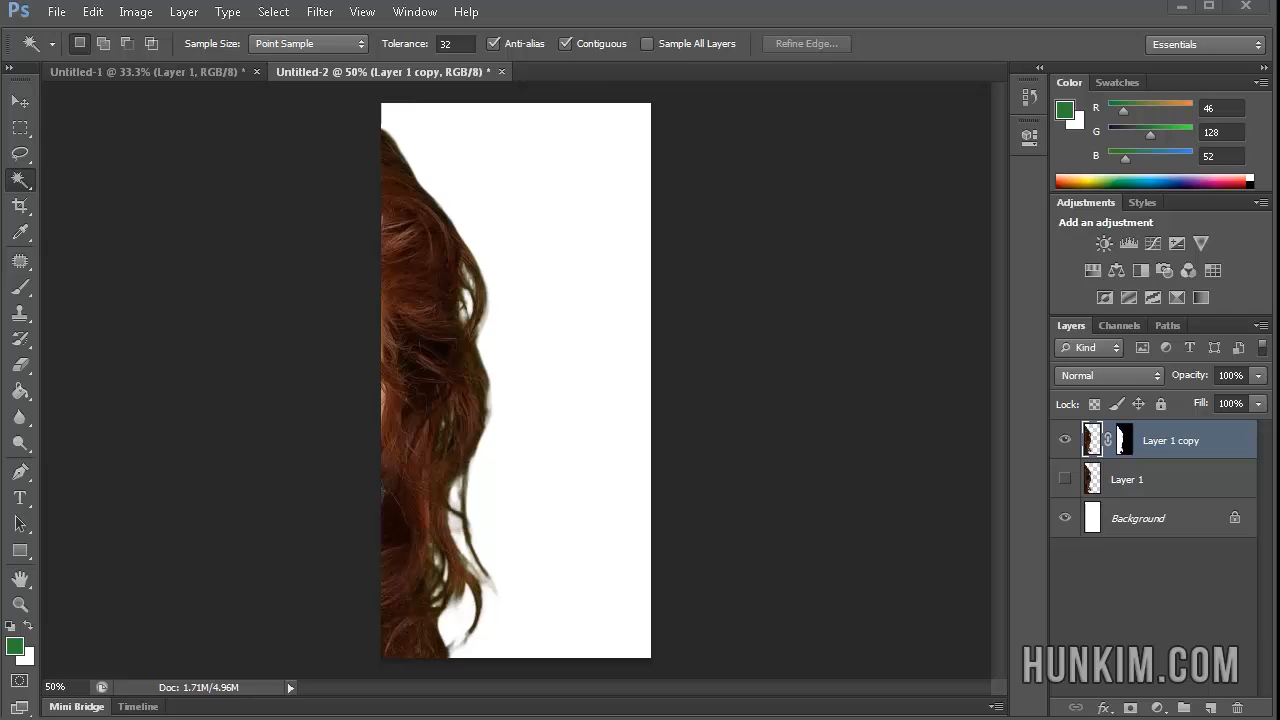 Ps File Edit Image Layer Type Select Filter View Window Help
Sample Size: Point Sample Tolerance: 32 Anti-alias Contiguous Sample All Layers Refine Edge... Essentials
Untitled-1 @ 33.3% (Layer 1, RGB/8) * × Untitled-2 @ 50% (Layer 1 copy, RGB/8) * ×
Color Swatches
R 46
G 128
B 52
Adjustments Styles
Add an adjustment
Layers Channels Paths
Kind T
Normal Opacity: 100%
Lock: Fill: 100%
Layer 1 copy
Layer 1
Background
T
HUNKIM.COM
50% Doc: 1.71M/4.96M
fx
Mini Bridge Timeline